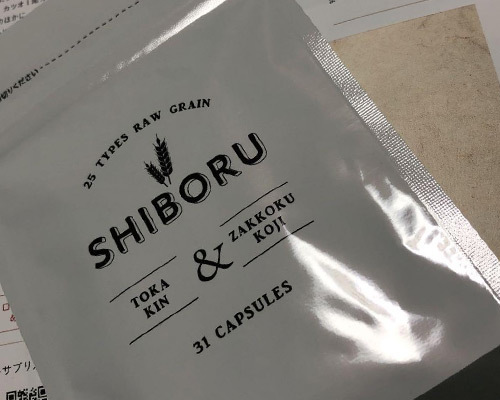 25 TYPES RAW GRAIN
SHIBORU
TOKA
KIN
&
ZAKKOKU
KOJI
31 CAPSULES